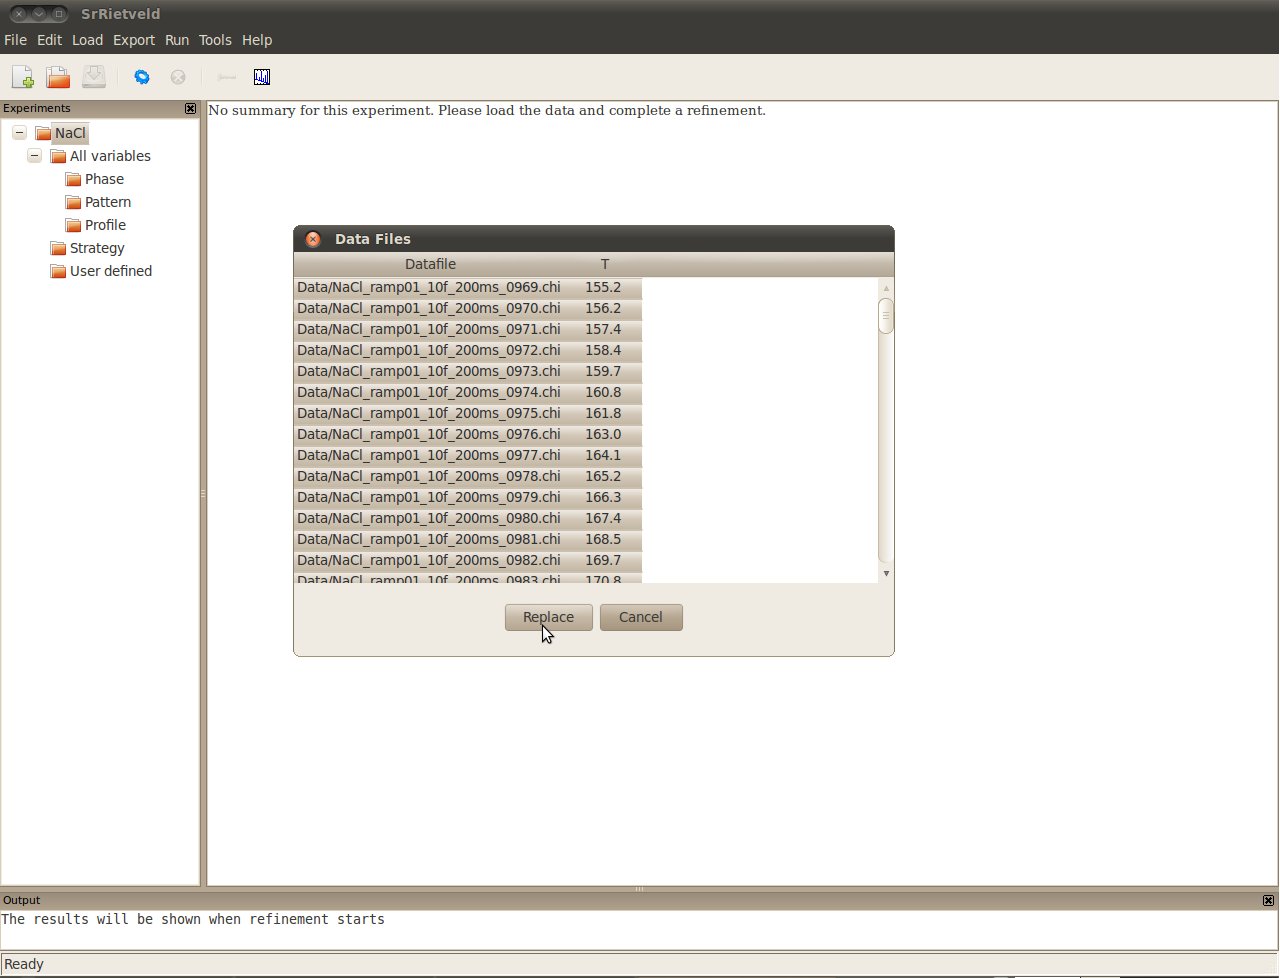 SrRietveld
File Edit Load Export Run Tools Help
Experiments
NaCl
All variables
Phase
Pattern
Profile
Strategy
User defined
No summary for this experiment. Please load the data and complete a refinement.
Data Files
Datafile T
Data/NaCl_ramp01_10f_200ms_0969.chi 155.2
Data/NaCl_ramp01_10f_200ms_0970.chi 156.2
Data/NaCl_ramp01_10f_200ms_0971.chi 157.4
Data/NaCl_ramp01_10f_200ms_0972.chi 158.4
Data/NaCl_ramp01_10f_200ms_0973.chi 159.7
Data/NaCl_ramp01_10f_200ms_0974.chi 160.8
Data/NaCl_ramp01_10f_200ms_0975.chi 161.8
Data/NaCl_ramp01_10f_200ms_0976.chi 163.0
Data/NaCl_ramp01_10f_200ms_0977.chi 164.1
Data/NaCl_ramp01_10f_200ms_0978.chi 165.2
Data/NaCl_ramp01_10f_200ms_0979.chi 166.3
Data/NaCl_ramp01_10f_200ms_0980.chi 167.4
Data/NaCl_ramp01_10f_200ms_0981.chi 168.5
Data/NaCl_ramp01_10f_200ms_0982.chi 169.7
Data/NaCl_ramp01_10f_200ms_0983.chi 170.8
Replace Cancel
Output
The results will be shown when refinement starts
Ready